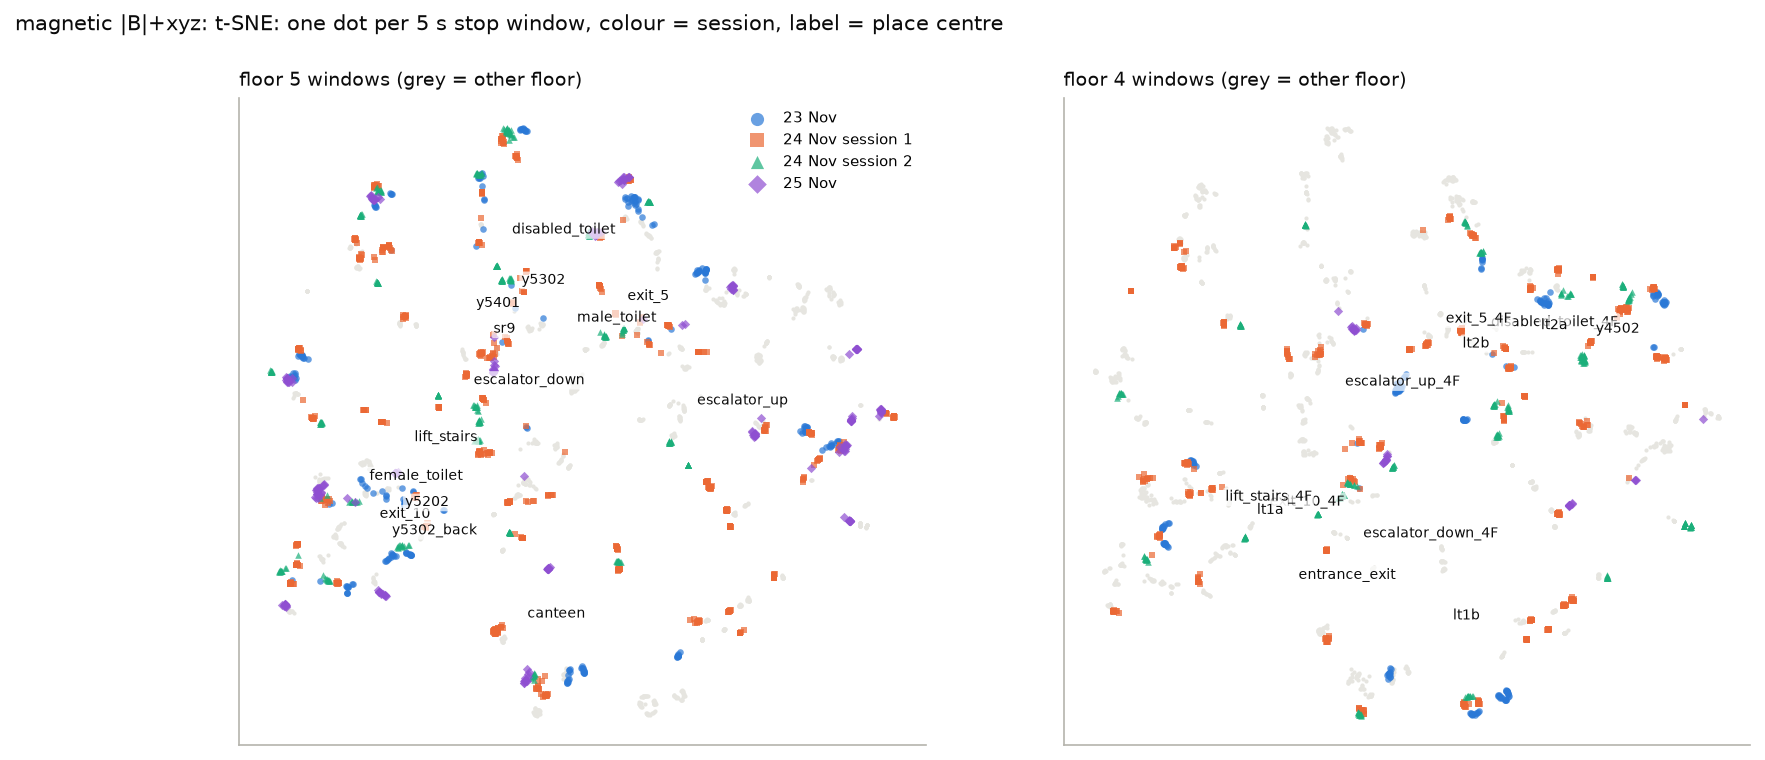 magnetic |B|+xyz: t-SNE: one dot per 5 s stop window, colour = session, label = place centre
floor 5 windows (grey = other floor)
23 Nov
24 Nov session 1
24 Nov session 2
25 Nov
disabled_toilet
y5302
exit_5
y5401
male_toilet
sr9
escalator_down
escalator_up
lift_stairs
female_toilet
y5202
exit_10
y5302_back
canteen
floor 4 windows (grey = other floor)
exit_5_4F
lt2a
y4502
lt2b
escalator_up_4F
lift_stairs_4F
lt1a
escalator_down_4F
entrance_exit
lt1b